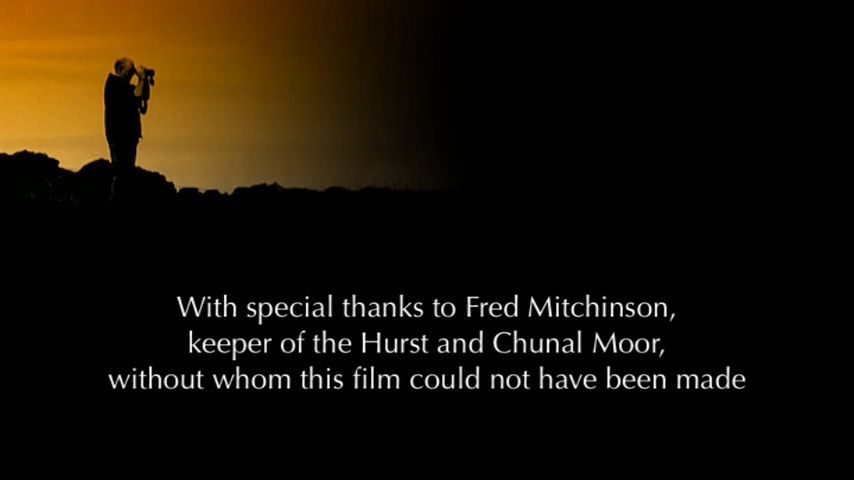 With special thanks to Fred Mitchinson,
keeper of the Hurst and Chunal Moor,
without whom this film could not have been made